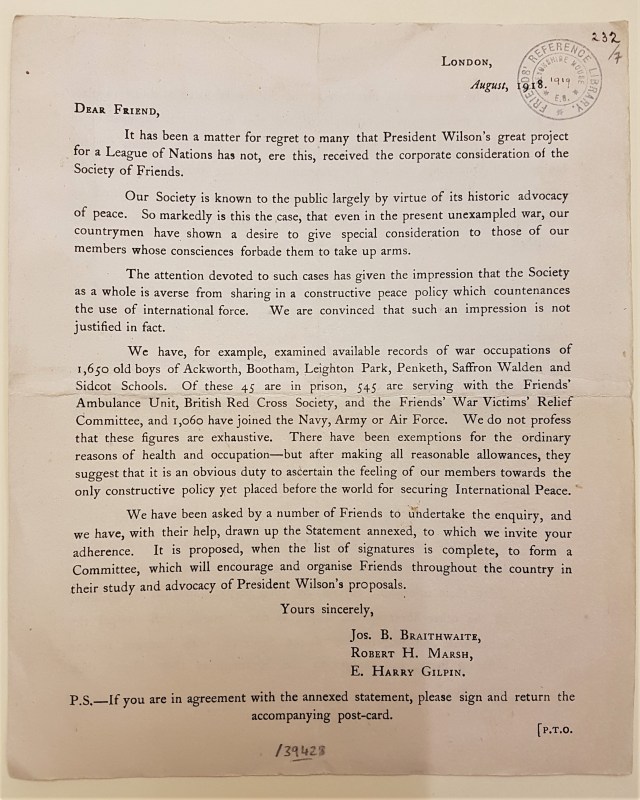 232
/7
FRIENDS' REFERENCE LIBRARY.
DEVONSHIRE HOUSE
E.B.
LONDON,
August, 1918. 1919
DEAR FRIEND,
It has been a matter for regret to many that President Wilson's great project
for a League of Nations has not, ere this, received the corporate consideration of the
Society of Friends.
Our Society is known to the public largely by virtue of its historic advocacy
of peace. So markedly is this the case, that even in the present unexampled war, our
countrymen have shown a desire to give special consideration to those of our
members whose consciences forbade them to take up arms.
The attention devoted to such cases has given the impression that the Society
as a whole is averse from sharing in a constructive peace policy which countenances
the use of international force. We are convinced that such an impression is not
justified in fact.
We have, for example, examined available records of war occupations of
1,650 old boys of Ackworth, Bootham, Leighton Park, Penketh, Saffron Walden and
Sidcot Schools. Of these 45 are in prison, 545 are serving with the Friends'
Ambulance Unit, British Red Cross Society, and the Friends' War Victims' Relief
Committee, and 1,060 have joined the Navy, Army or Air Force. We do not profess
that these figures are exhaustive. There have been exemptions for the ordinary
reasons of health and occupation—but after making all reasonable allowances, they
suggest that it is an obvious duty to ascertain the feeling of our members towards the
only constructive policy yet placed before the world for securing International Peace.
We have been asked by a number of Friends to undertake the enquiry, and
we have, with their help, drawn up the Statement annexed, to which we invite your
adherence. It is proposed, when the list of signatures is complete, to form a
Committee, which will encourage and organise Friends throughout the country in
their study and advocacy of President Wilson's proposals.
Yours sincerely,
JOS. B. BRAITHWAITE,
ROBERT H. MARSH,
E. HARRY GILPIN.
P.S.—If you are in agreement with the annexed statement, please sign and return the
accompanying post-card.
[P.T.O.
/39428